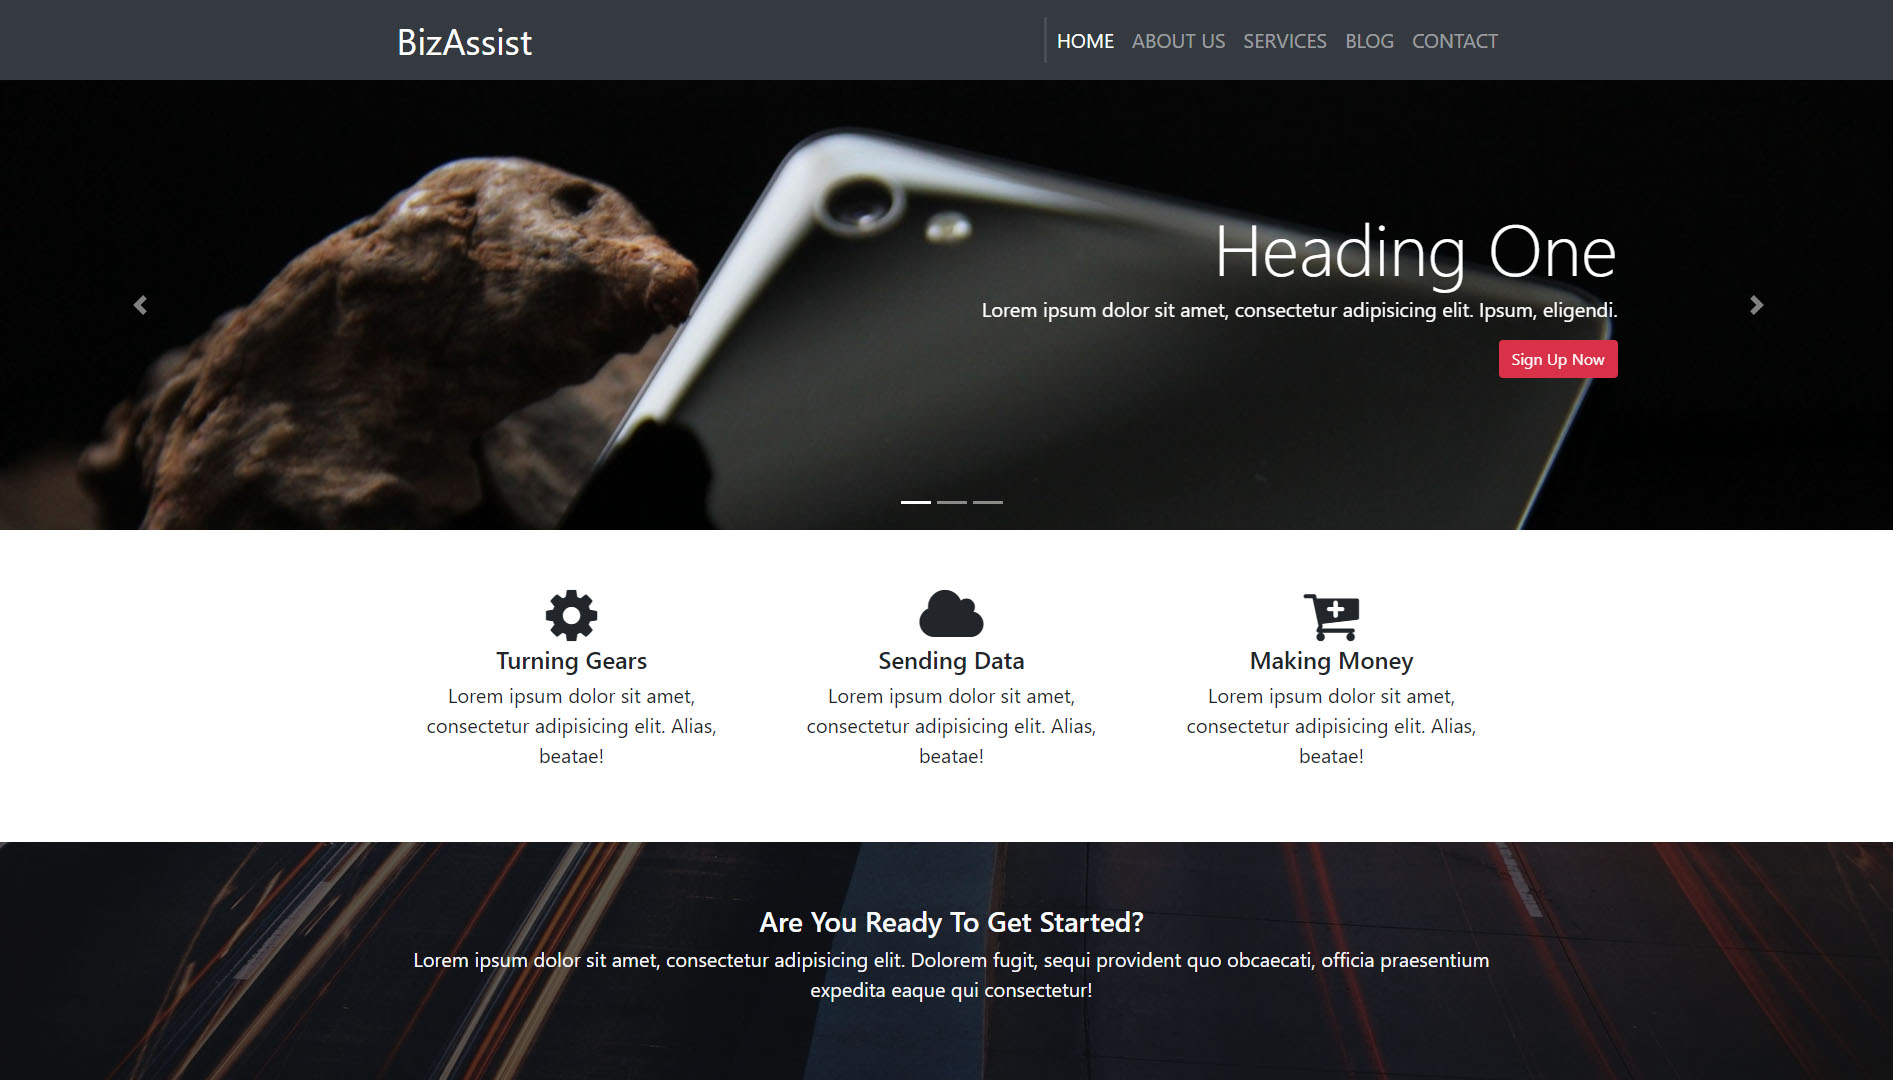 BizAssist
HOME ABOUT US SERVICES BLOG CONTACT
Heading One
Lorem ipsum dolor sit amet, consectetur adipisicing elit. Ipsum, eligendi.
Sign Up Now
Turning Gears
Lorem ipsum dolor sit amet,
consectetur adipisicing elit. Alias,
beatae!
Sending Data
Lorem ipsum dolor sit amet,
consectetur adipisicing elit. Alias,
beatae!
Making Money
Lorem ipsum dolor sit amet,
consectetur adipisicing elit. Alias,
beatae!
Are You Ready To Get Started?
Lorem ipsum dolor sit amet, consectetur adipisicing elit. Dolorem fugit, sequi provident quo obcaecati, officia praesentium
expedita eaque qui consectetur!